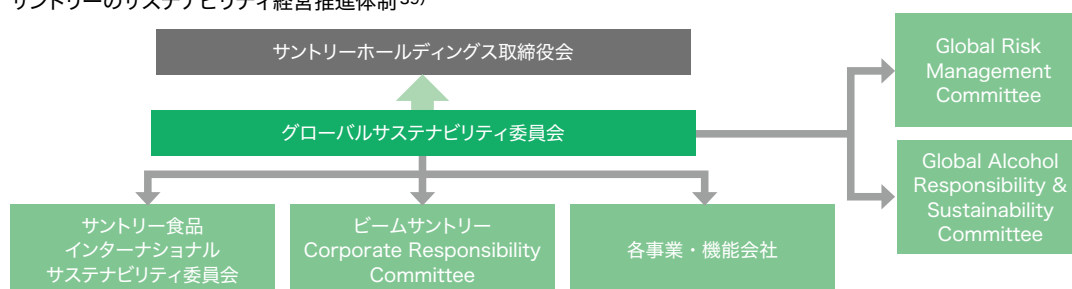 サントリーのサステナビリティ経営推進体制35)
サントリーホールディングス取締役会
グローバルサステナビリティ委員会
Global Risk
Management
Committee
Global Alcohol
Responsibility &
Sustainability
Committee
サントリー食品
インターナショナル
サステナビリティ委員会
ビームサントリー
Corporate Responsibility
Committee
各事業・機能会社